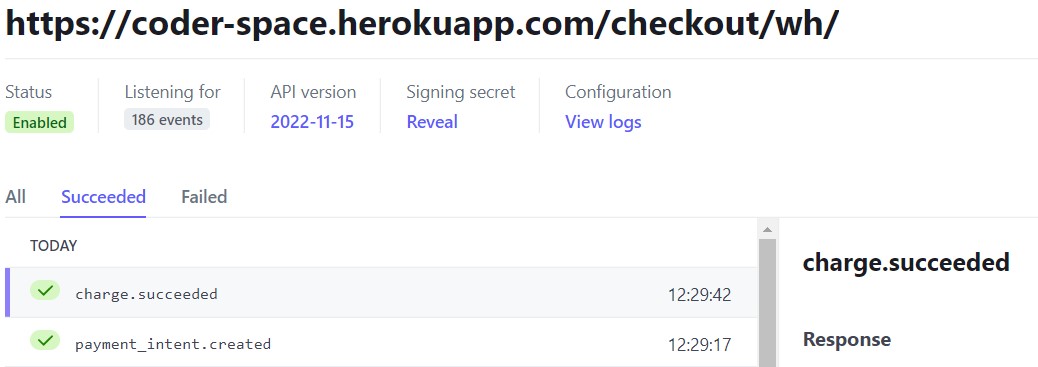 https://coder-space.herokuapp.com/checkout/wh/
Status Listening for API version Signing secret Configuration
Enabled 186 events 2022-11-15 Reveal View logs
All Succeeded Failed
TODAY
charge.succeeded
charge.succeeded 12:29:42
Response
payment_intent.created 12:29:17